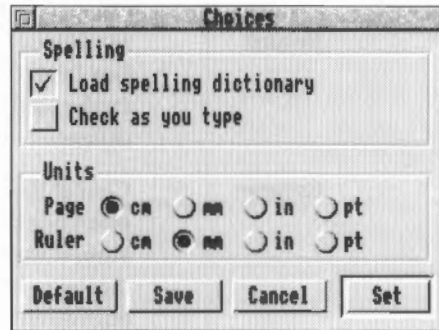 Choices
Spelling
Load spelling dictionary
Check as you type
Units
Page cm mm in pt
Ruler cm mm in pt
Default Save Cancel Set